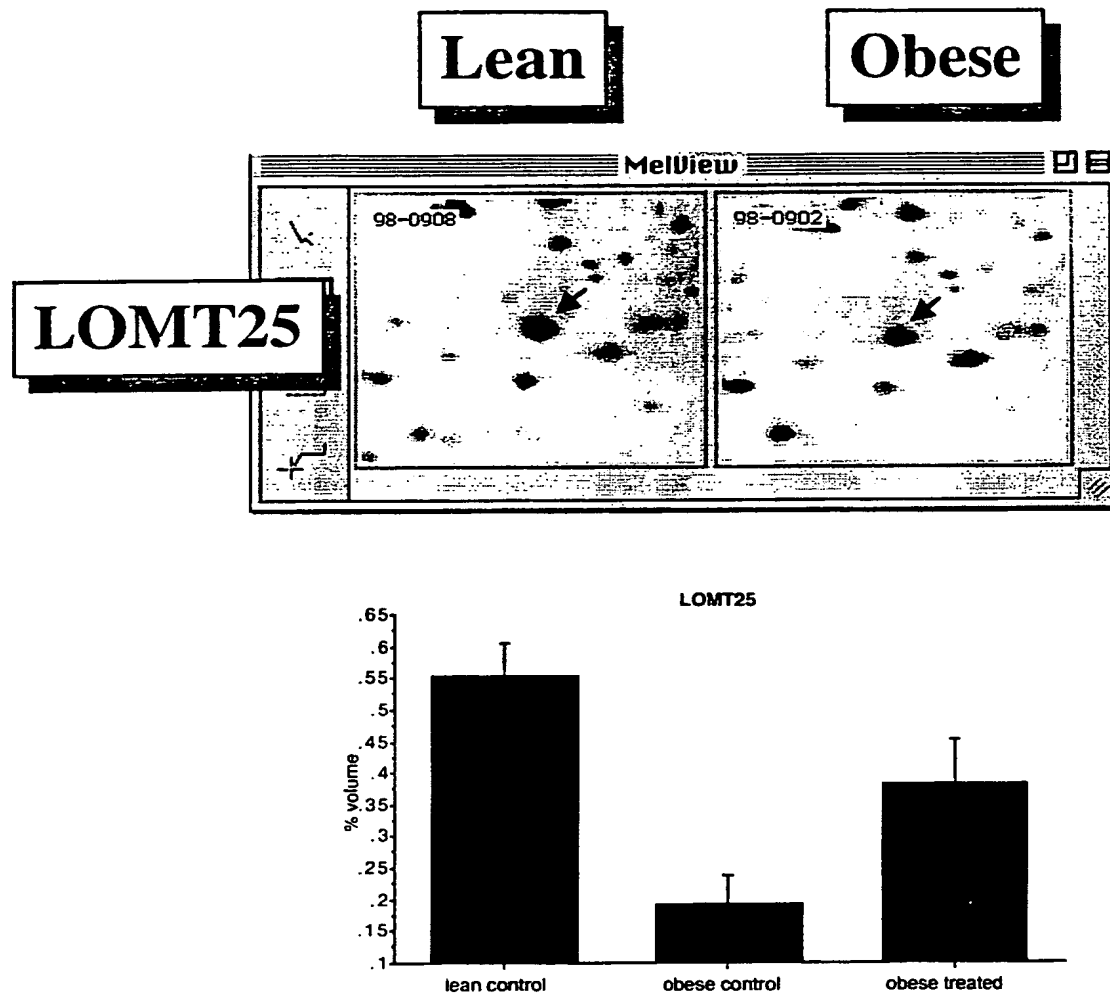 Lean
Obese
MelView
98-0908
98-0902
LOMT25
LOMT25
% volume
.65
.6
.55
.5
.45
.4
.35
.3
.25
.2
.15
.1
lean control
obese control
obese treated